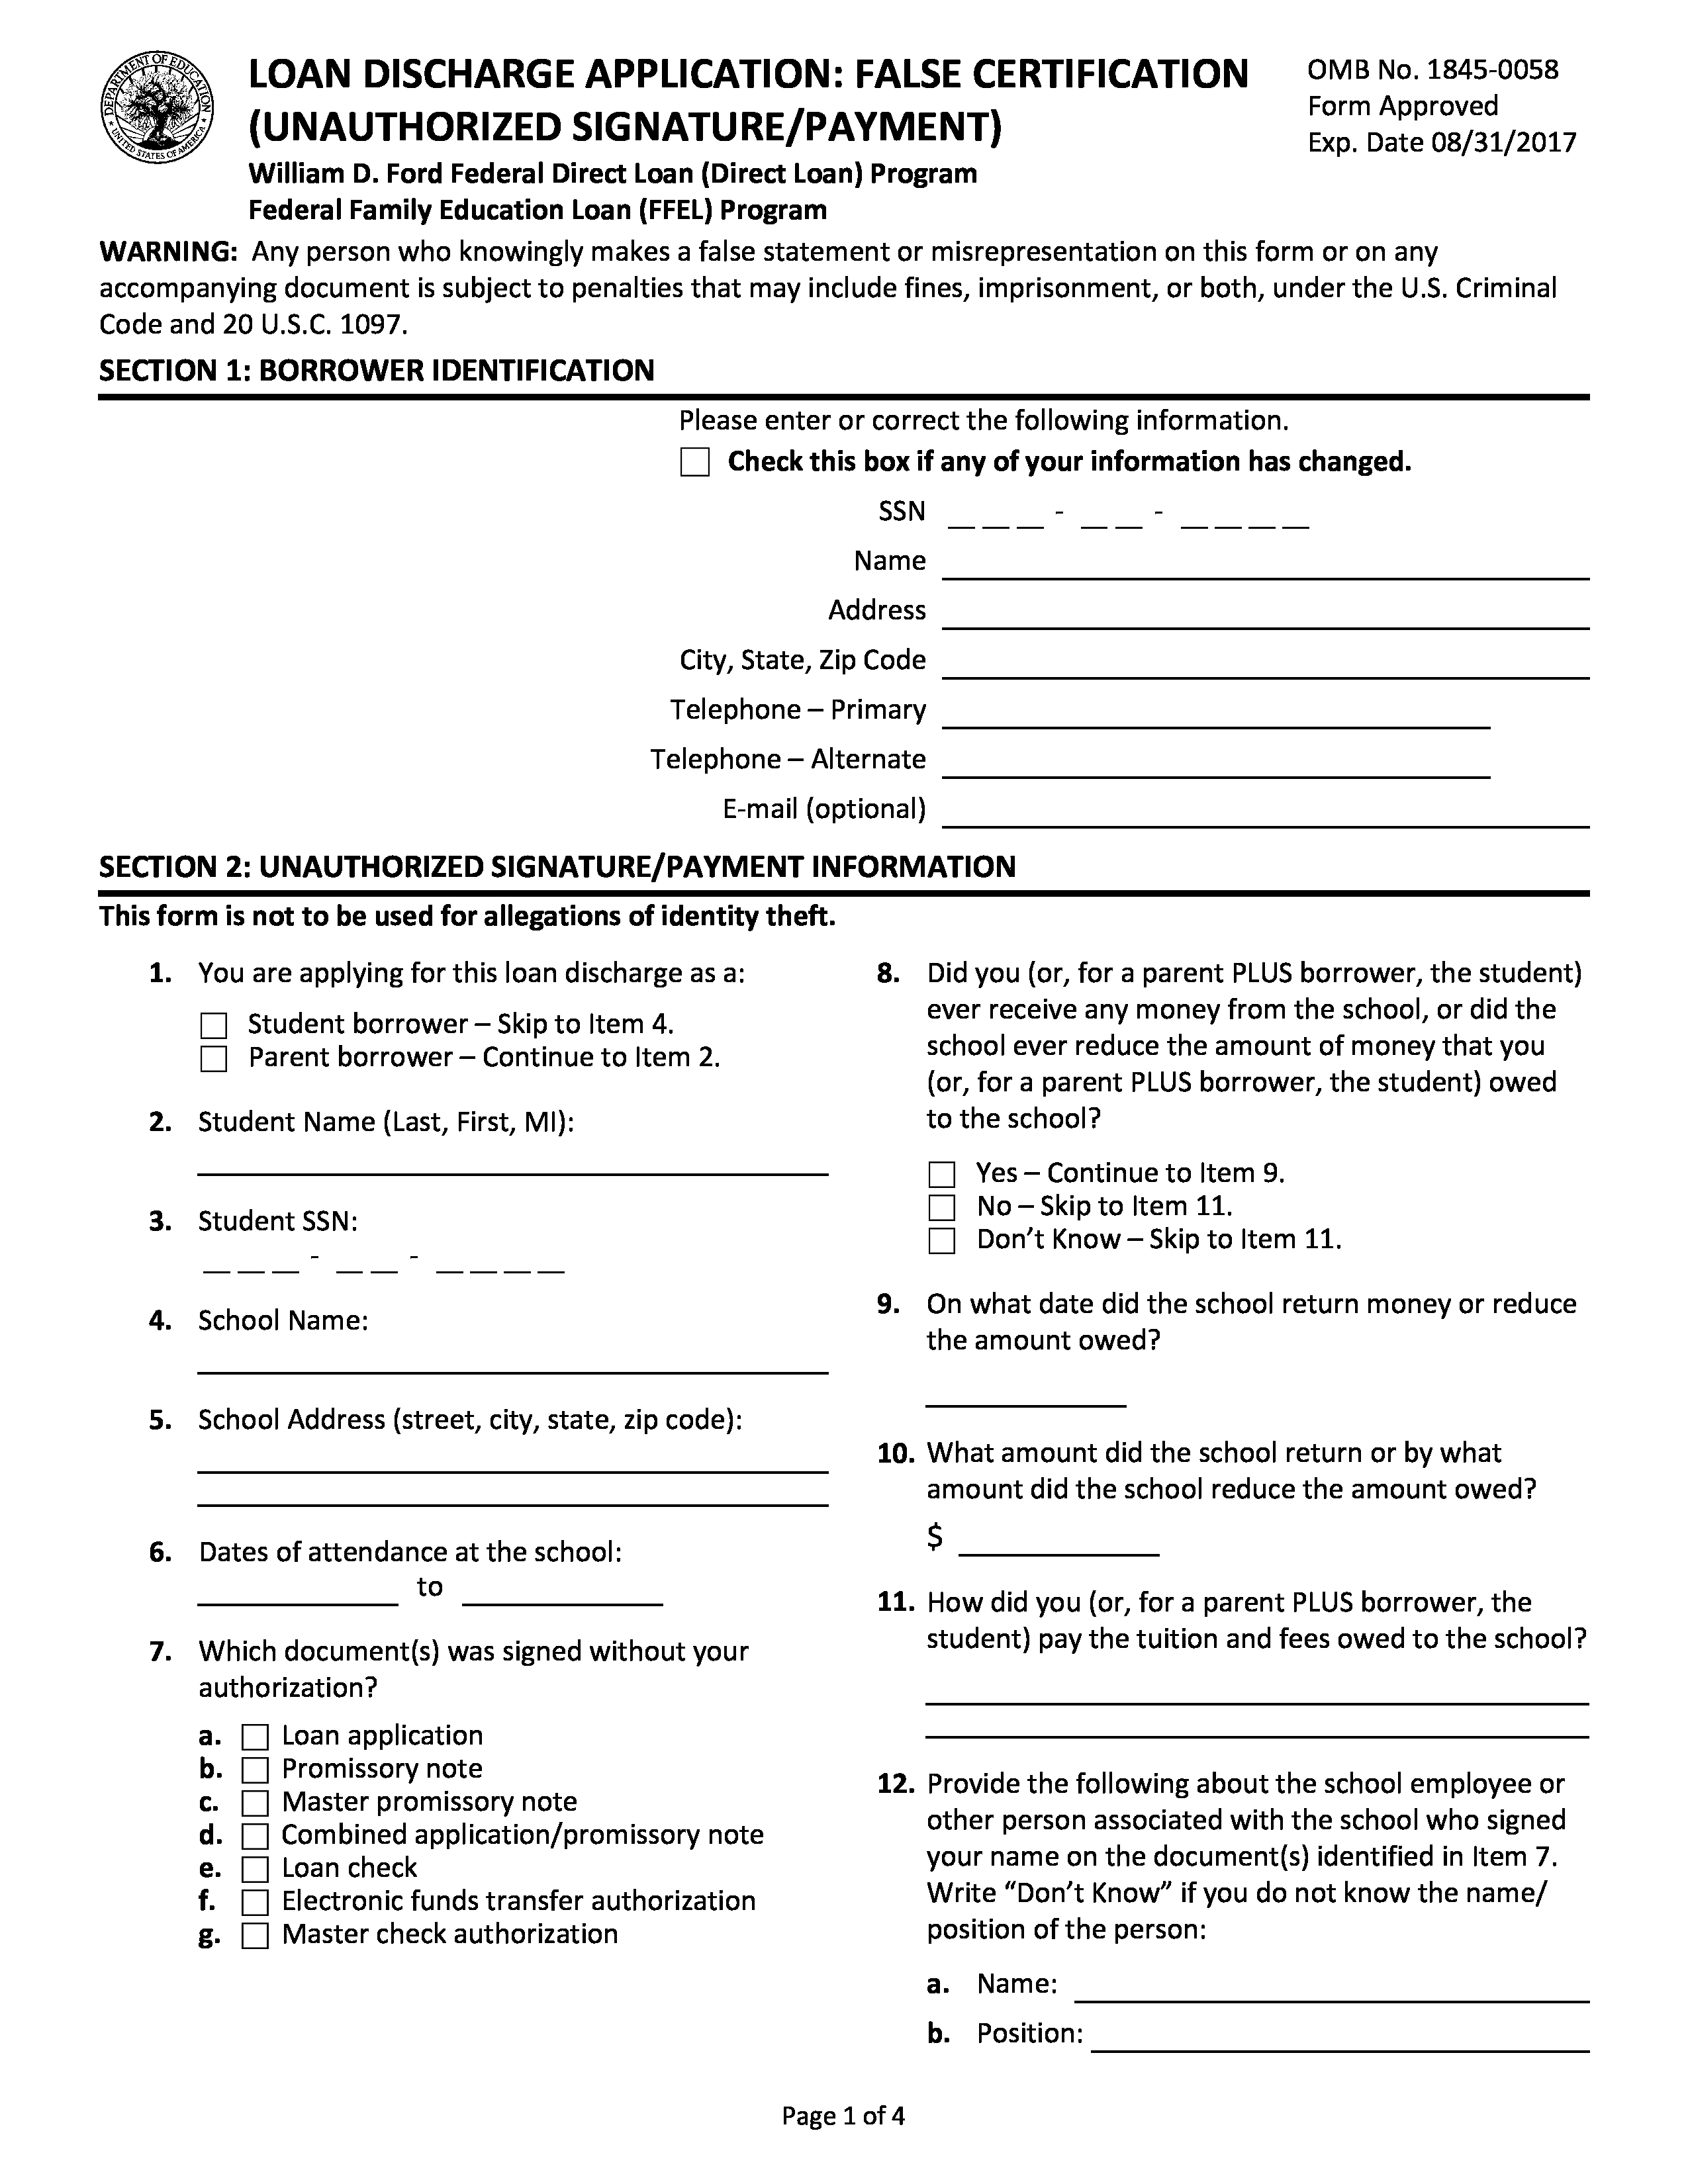 DEPARTMENT OF EDUCATION
UNITED STATES OF AMERICA
LOAN DISCHARGE APPLICATION: FALSE CERTIFICATION
(UNAUTHORIZED SIGNATURE/PAYMENT)
William D. Ford Federal Direct Loan (Direct Loan) Program
Federal Family Education Loan (FFEL) Program
OMB No. 1845-0058
Form Approved
Exp. Date 08/31/2017
WARNING: Any person who knowingly makes a false statement or misrepresentation on this form or on any
accompanying document is subject to penalties that may include fines, imprisonment, or both, under the U.S. Criminal
Code and 20 U.S.C. 1097.
SECTION 1: BORROWER IDENTIFICATION
Please enter or correct the following information.
Check this box if any of your information has changed.
SSN __ __ __ - __ __ - __ __ __ __
Name
Address
City, State, Zip Code
Telephone – Primary
Telephone – Alternate
E-mail (optional)
SECTION 2: UNAUTHORIZED SIGNATURE/PAYMENT INFORMATION
This form is not to be used for allegations of identity theft.
1. You are applying for this loan discharge as a:
Student borrower – Skip to Item 4.
Parent borrower – Continue to Item 2.
2. Student Name (Last, First, MI):
3. Student SSN:
__ __ __ - __ __ - __ __ __ __
4. School Name:
5. School Address (street, city, state, zip code):
6. Dates of attendance at the school:
to
7. Which document(s) was signed without your
authorization?
a. Loan application
b. Promissory note
c. Master promissory note
d. Combined application/promissory note
e. Loan check
f. Electronic funds transfer authorization
g. Master check authorization
8. Did you (or, for a parent PLUS borrower, the student)
ever receive any money from the school, or did the
school ever reduce the amount of money that you
(or, for a parent PLUS borrower, the student) owed
to the school?
Yes – Continue to Item 9.
No – Skip to Item 11.
Don’t Know – Skip to Item 11.
9. On what date did the school return money or reduce
the amount owed?
10. What amount did the school return or by what
amount did the school reduce the amount owed?
$
11. How did you (or, for a parent PLUS borrower, the
student) pay the tuition and fees owed to the school?
12. Provide the following about the school employee or
other person associated with the school who signed
your name on the document(s) identified in Item 7.
Write “Don’t Know” if you do not know the name/
position of the person:
a. Name:
b. Position:
Page 1 of 4